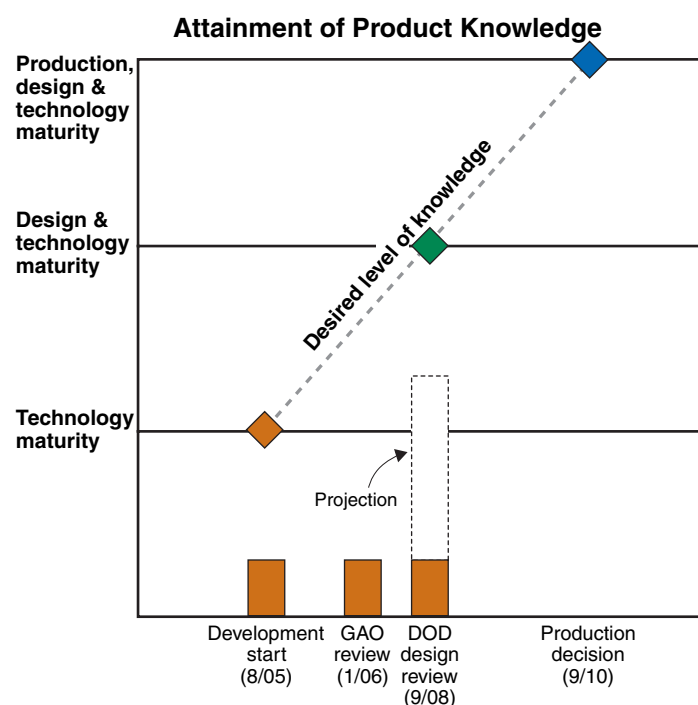 Attainment of Product Knowledge
Production,
design &
technology
maturity
Design &
technology
maturity
Desired level of knowledge
Technology
maturity
Projection
Development
start
(8/05)
GAO
review
(1/06)
DOD
design
review
(9/08)
Production
decision
(9/10)